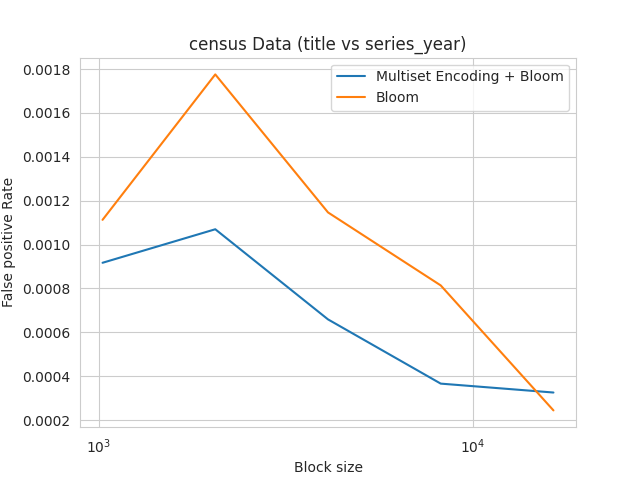 census Data (title vs series_year)
Multiset Encoding + Bloom
Bloom
False positive Rate
0.0018
0.0016
0.0014
0.0012
0.0010
0.0008
0.0006
0.0004
0.0002
10³ 10⁴
Block size